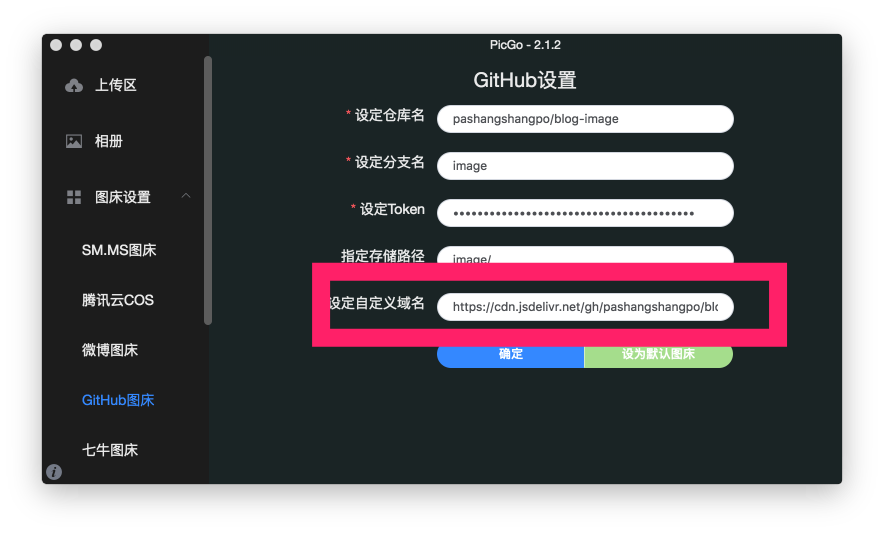 PicGo - 2.1.2
上传区
相册
图床设置
SM.MS图床
腾讯云COS
微博图床
GitHub图床
七牛图床
GitHub设置
* 设定仓库名 pashangshangpo/blog-image
* 设定分支名 image
* 设定Token ••••••••••••••••••••••••••••••••••••••••
指定存储路径 image/
设定自定义域名 https://cdn.jsdelivr.net/gh/pashangshangpo/blo
确定 设为默认图床